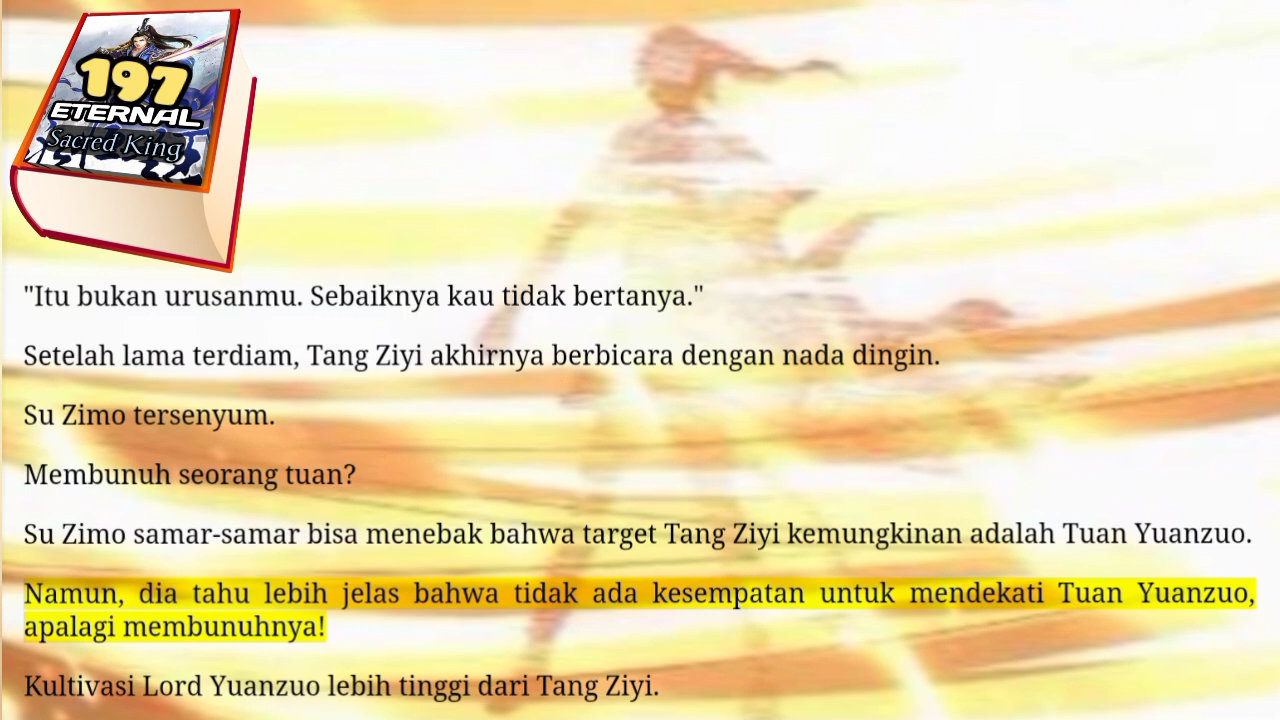 197
ETERNAL
Sacred King
"Itu bukan urusanmu. Sebaiknya kau tidak bertanya."
Setelah lama terdiam, Tang Ziyi akhirnya berbicara dengan nada dingin.
Su Zimo tersenyum.
Membunuh seorang tuan?
Su Zimo samar-samar bisa menebak bahwa target Tang Ziyi kemungkinan adalah Tuan Yuanzuo.
Namun, dia tahu lebih jelas bahwa tidak ada kesempatan untuk mendekati Tuan Yuanzuo,
apalagi membunuhnya!
Kultivasi Lord Yuanzuo lebih tinggi dari Tang Ziyi.